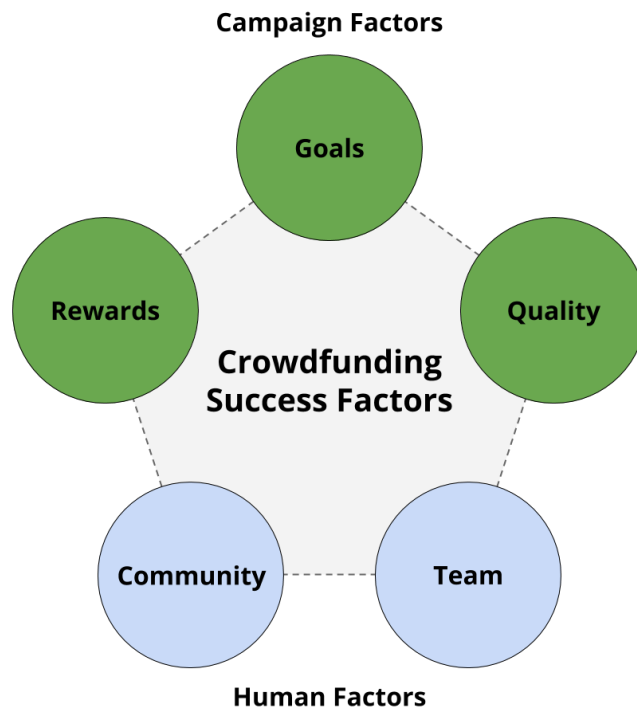 Campaign Factors
Goals
Rewards
Quality
Crowdfunding
Success Factors
Community
Team
Human Factors